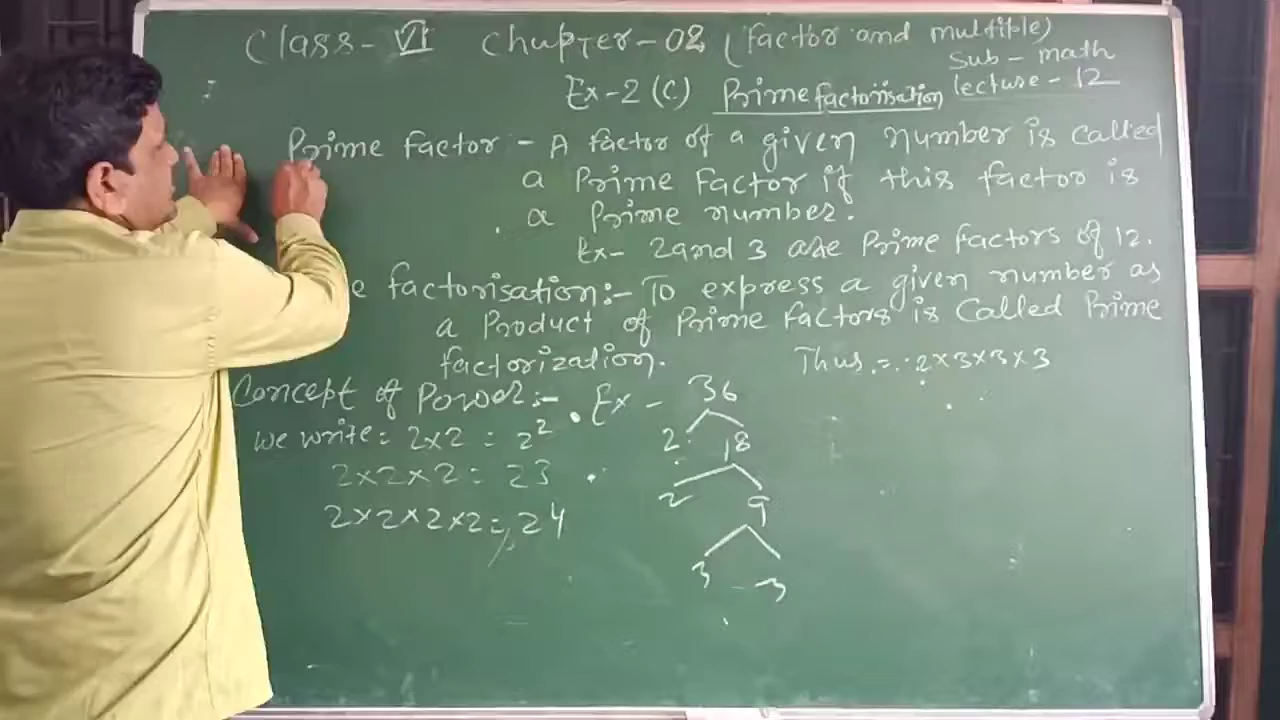 Class - VI Chapter - 02 (factor and multiple)
Sub - math
Ex - 2 (C) Prime factorisation lecture - 12
Prime factor - A factor of a given number is called
a Prime Factor if this factor is
a Prime number.
Ex - 2 and 3 are Prime factors of 12.
e factorisation :- To express a given number as
a Product of Prime factors is Called Prime
factorization. Thus = 2×3×3×3
Concept of Power :- Ex - 36
We write = 2×2 = 2² 2 18
2×2×2 = 23
2 9
2×2×2×2 = 24
3 3